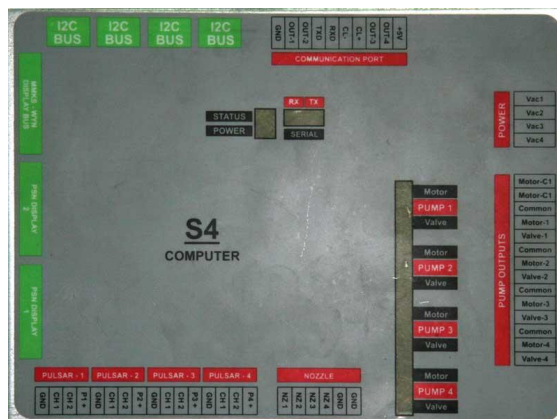 I2C BUS
I2C BUS
I2C BUS
I2C BUS
GND
OUT-1
OUT-2
TXD
RXD
CL-
CL+
OUT-3
OUT-4
+5V
COMMUNICATION PORT
MMKS - WYN DISPLAY BUS
PSN DISPLAY 2
PSN DISPLAY 1
STATUS
POWER
RX TX
SERIAL
POWER
Vac1
Vac2
Vac3
Vac4
S4
COMPUTER
Motor
PUMP 1
Valve
Motor
PUMP 2
Valve
Motor
PUMP 3
Valve
Motor
PUMP 4
Valve
PUMP OUTPUTS
Motor-C1
Motor-C1
Common
Motor-1
Valve-1
Common
Motor-2
Valve-2
Common
Motor-3
Valve-3
Common
Motor-4
Valve-4
PULSAR - 1
PULSAR - 2
PULSAR - 3
PULSAR - 4
NOZZLE
GND
CH 1
CH 2
P1 +
GND
CH 1
CH 2
P2 +
GND
CH 1
CH 2
P3 +
GND
CH 1
CH 2
P4 +
NZ 1
NZ 2
NZ 3
NZ 4
GND
GND